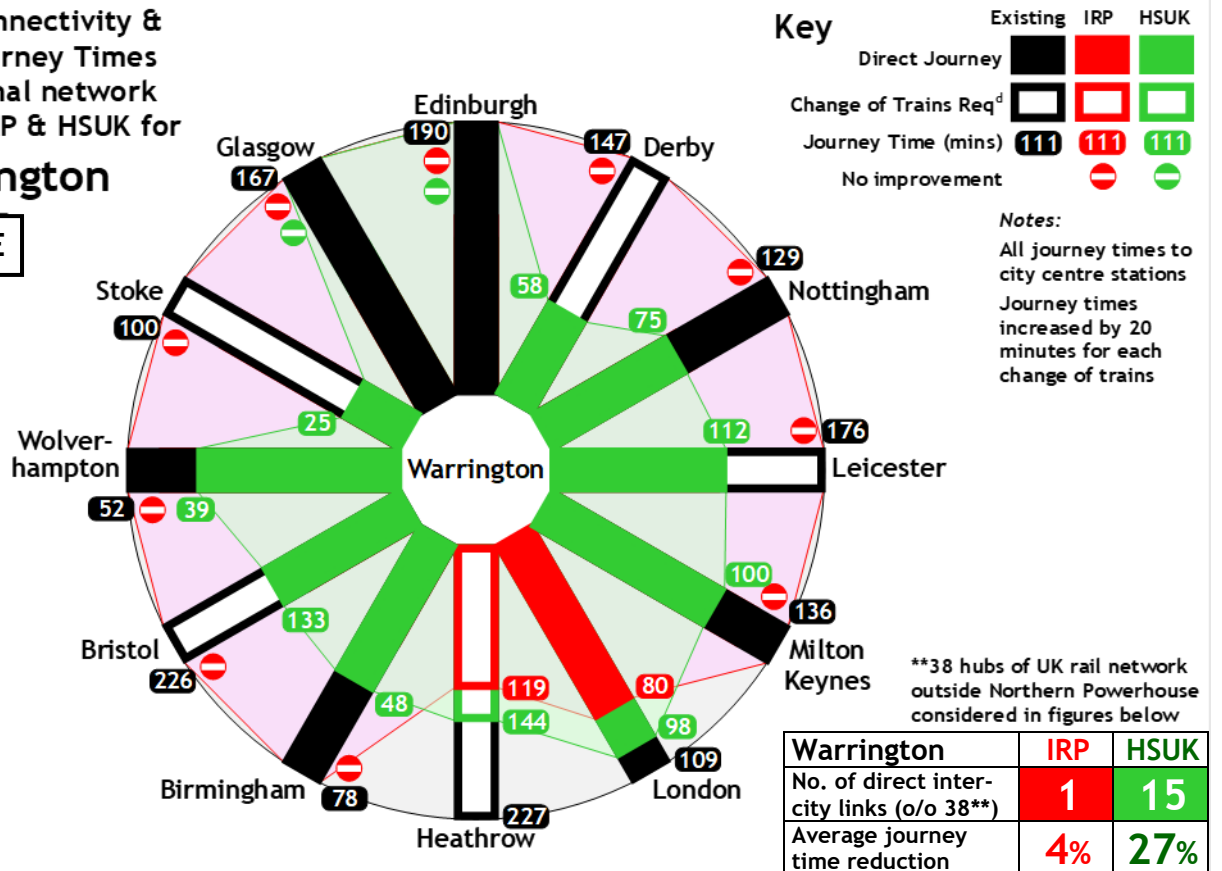 nnectivity &
rney Times
nal network
P & HSUK for
ngton
E
Key
Existing IRP HSUK
Direct Journey
Change of Trains Reqᵈ
Journey Time (mins) 111 111 111
No improvement
Notes:
All journey times to
city centre stations
Journey times
increased by 20
minutes for each
change of trains
Edinburgh
190
Derby
147
58
Nottingham
129
75
Leicester
176
112
Milton
Keynes
136
100
London
109
98
80
Heathrow
227
144
119
Birmingham
78
48
Bristol
226
133
Wolver-
hampton
52
39
Stoke
100
25
Glasgow
167
Warrington
**38 hubs of UK rail network
outside Northern Powerhouse
considered in figures below
Warrington IRP HSUK
No. of direct inter-
city links (o/o 38**) 1 15
Average journey
time reduction 4% 27%